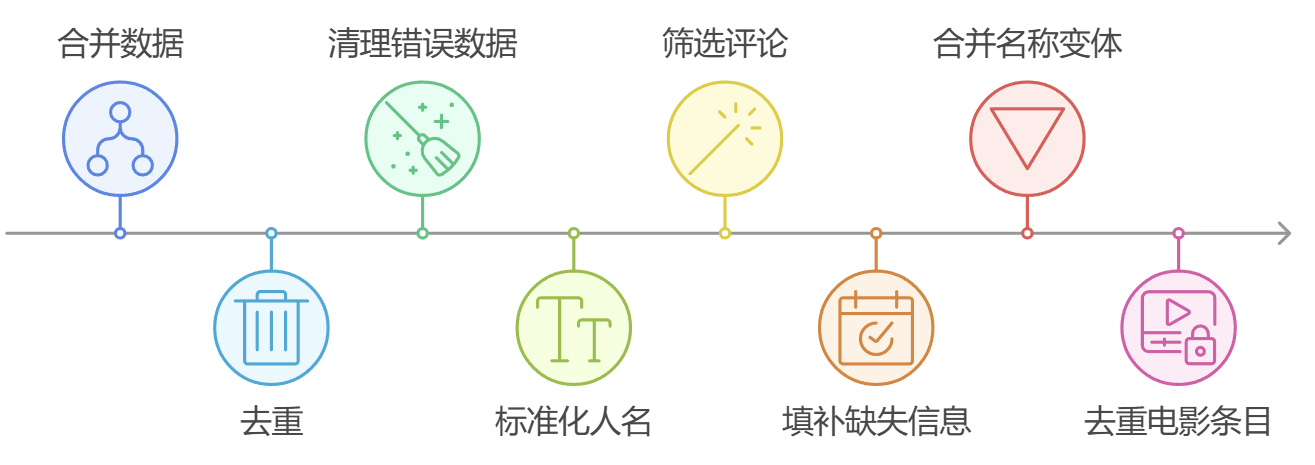 合并数据
清理错误数据
筛选评论
合并名称变体
去重
标准化人名
填补缺失信息
去重电影条目